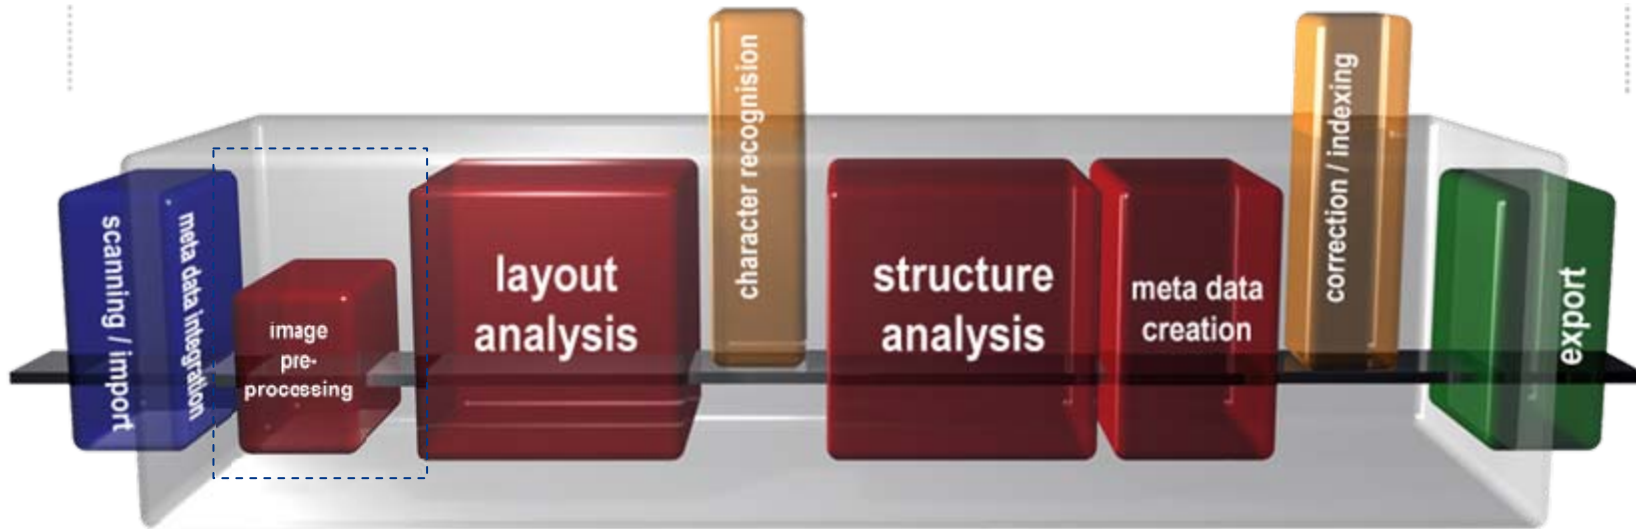 scanning / import
meta data integration
image
pre-
processing
layout
analysis
character recognision
structure
analysis
meta data
creation
correction / indexing
export